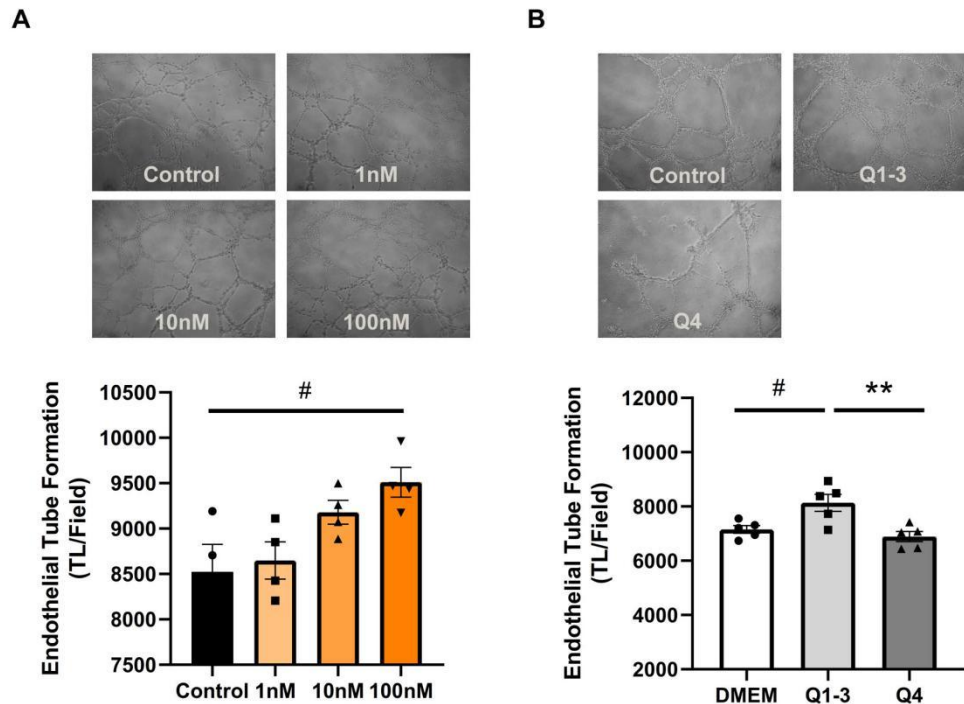 A
Control
1nM
10nM
100nM
Endothelial Tube Formation
(TL/Field)
10500
10000
9500
9000
8500
8000
7500
#
Control 1nM 10nM 100nM
B
Control
Q1-3
Q4
Endothelial Tube Formation
(TL/Field)
12000
10000
8000
6000
4000
2000
# **
DMEM Q1-3 Q4